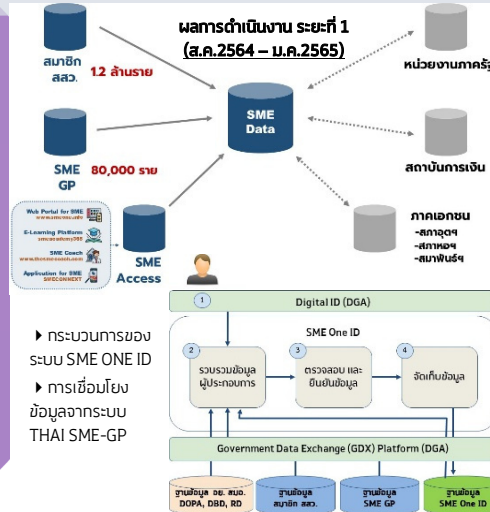 ผลการดำเนินงาน ระยะที่ 1
(ส.ค.2564 – ม.ค.2565)
สมาชิก
สสว.
1.2 ล้านราย
หน่วยงานภาครัฐ
SME
Data
SME
GP
80,000 ราย
สถาบันการเงิน
Web Portal for SME
E-Learning Platform
SME Coach
Application for SME
SMECONNEXT
SME
Access
ภาคเอกชน
-สภาอุตฯ
-สภาหอฯ
-สมาพันธ์ฯ
1
Digital ID (DGA)
SME One ID
กระบวนการของ
ระบบ SME ONE ID
การเชื่อมโยง
ข้อมูลจากระบบ
THAI SME-GP
2
รวบรวมข้อมูล
ผู้ประกอบการ
3
ตรวจสอบ และ
ยืนยันข้อมูล
4
จัดเก็บข้อมูล
Government Data Exchange (GDX) Platform (DGA)
ฐานข้อมูล อย. สมอ.
DOPA, DBD, RD
ฐานข้อมูล
สมาชิก สสว.
ฐานข้อมูล
SME GP
ฐานข้อมูล
SME One ID